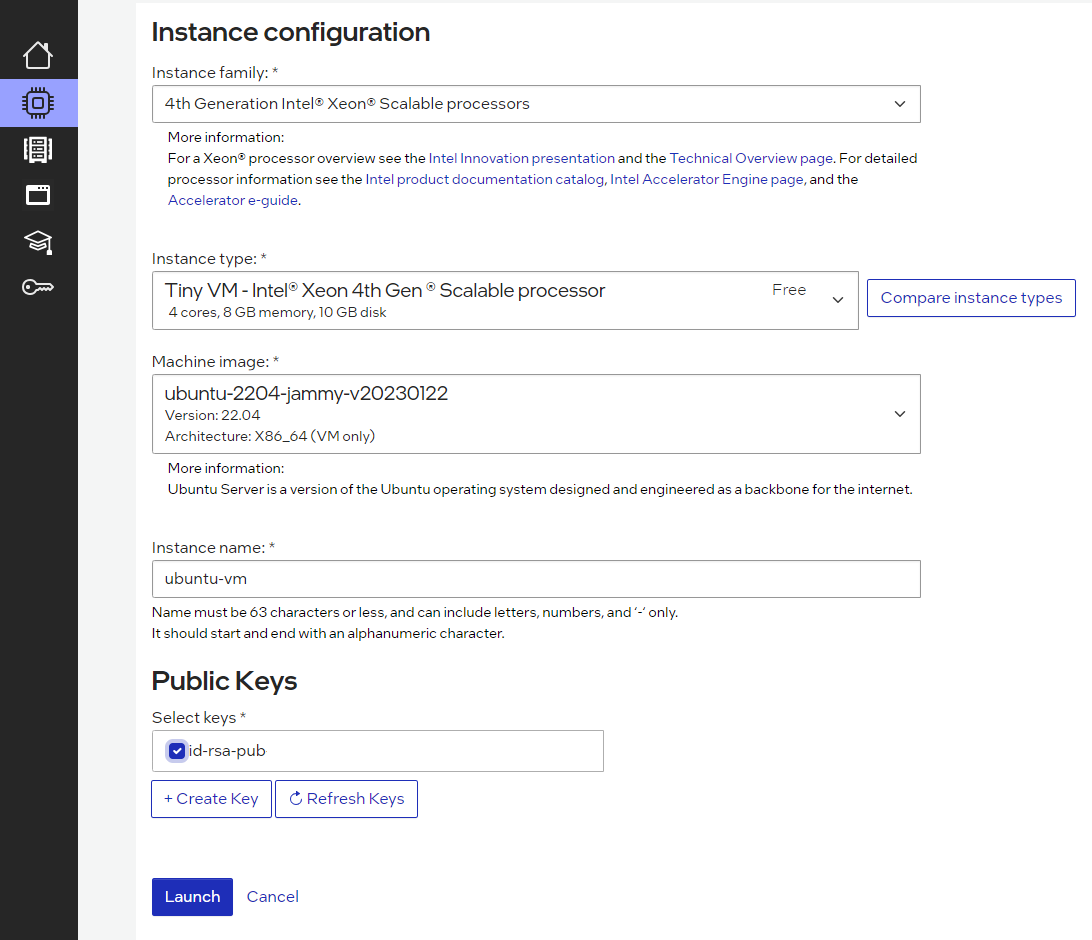 Instance configuration
Instance family: *
4th Generation Intel® Xeon® Scalable processors
More information:
For a Xeon® processor overview see the Intel Innovation presentation and the Technical Overview page. For detailed
processor information see the Intel product documentation catalog, Intel Accelerator Engine page, and the
Accelerator e-guide.
Instance type: *
Tiny VM - Intel® Xeon 4th Gen ® Scalable processor
Free
4 cores, 8 GB memory, 10 GB disk
Compare instance types
Machine image: *
ubuntu-2204-jammy-v20230122
Version: 22.04
Architecture: X86_64 (VM only)
More information:
Ubuntu Server is a version of the Ubuntu operating system designed and engineered as a backbone for the internet.
Instance name: *
ubuntu-vm
Name must be 63 characters or less, and can include letters, numbers, and ‘-‘ only.
It should start and end with an alphanumeric character.
Public Keys
Select keys *
id-rsa-pub
+ Create Key
Refresh Keys
Launch
Cancel